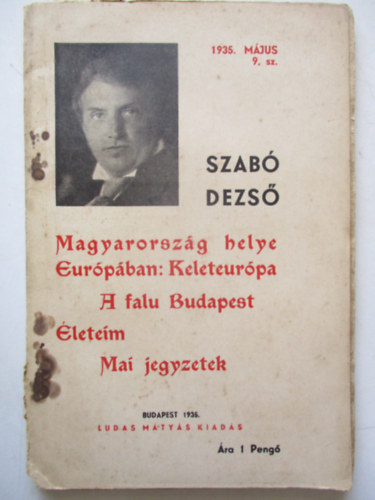 1935. MÁJUS
9. sz.
SZABÓ
DEZSŐ
Magyarország helye
Európában: Keleteurópa
A falu Budapest
Életeim
Mai jegyzetek
BUDAPEST 1935.
LUDAS MÁTYÁS KIADÁS
Ára 1 Pengő